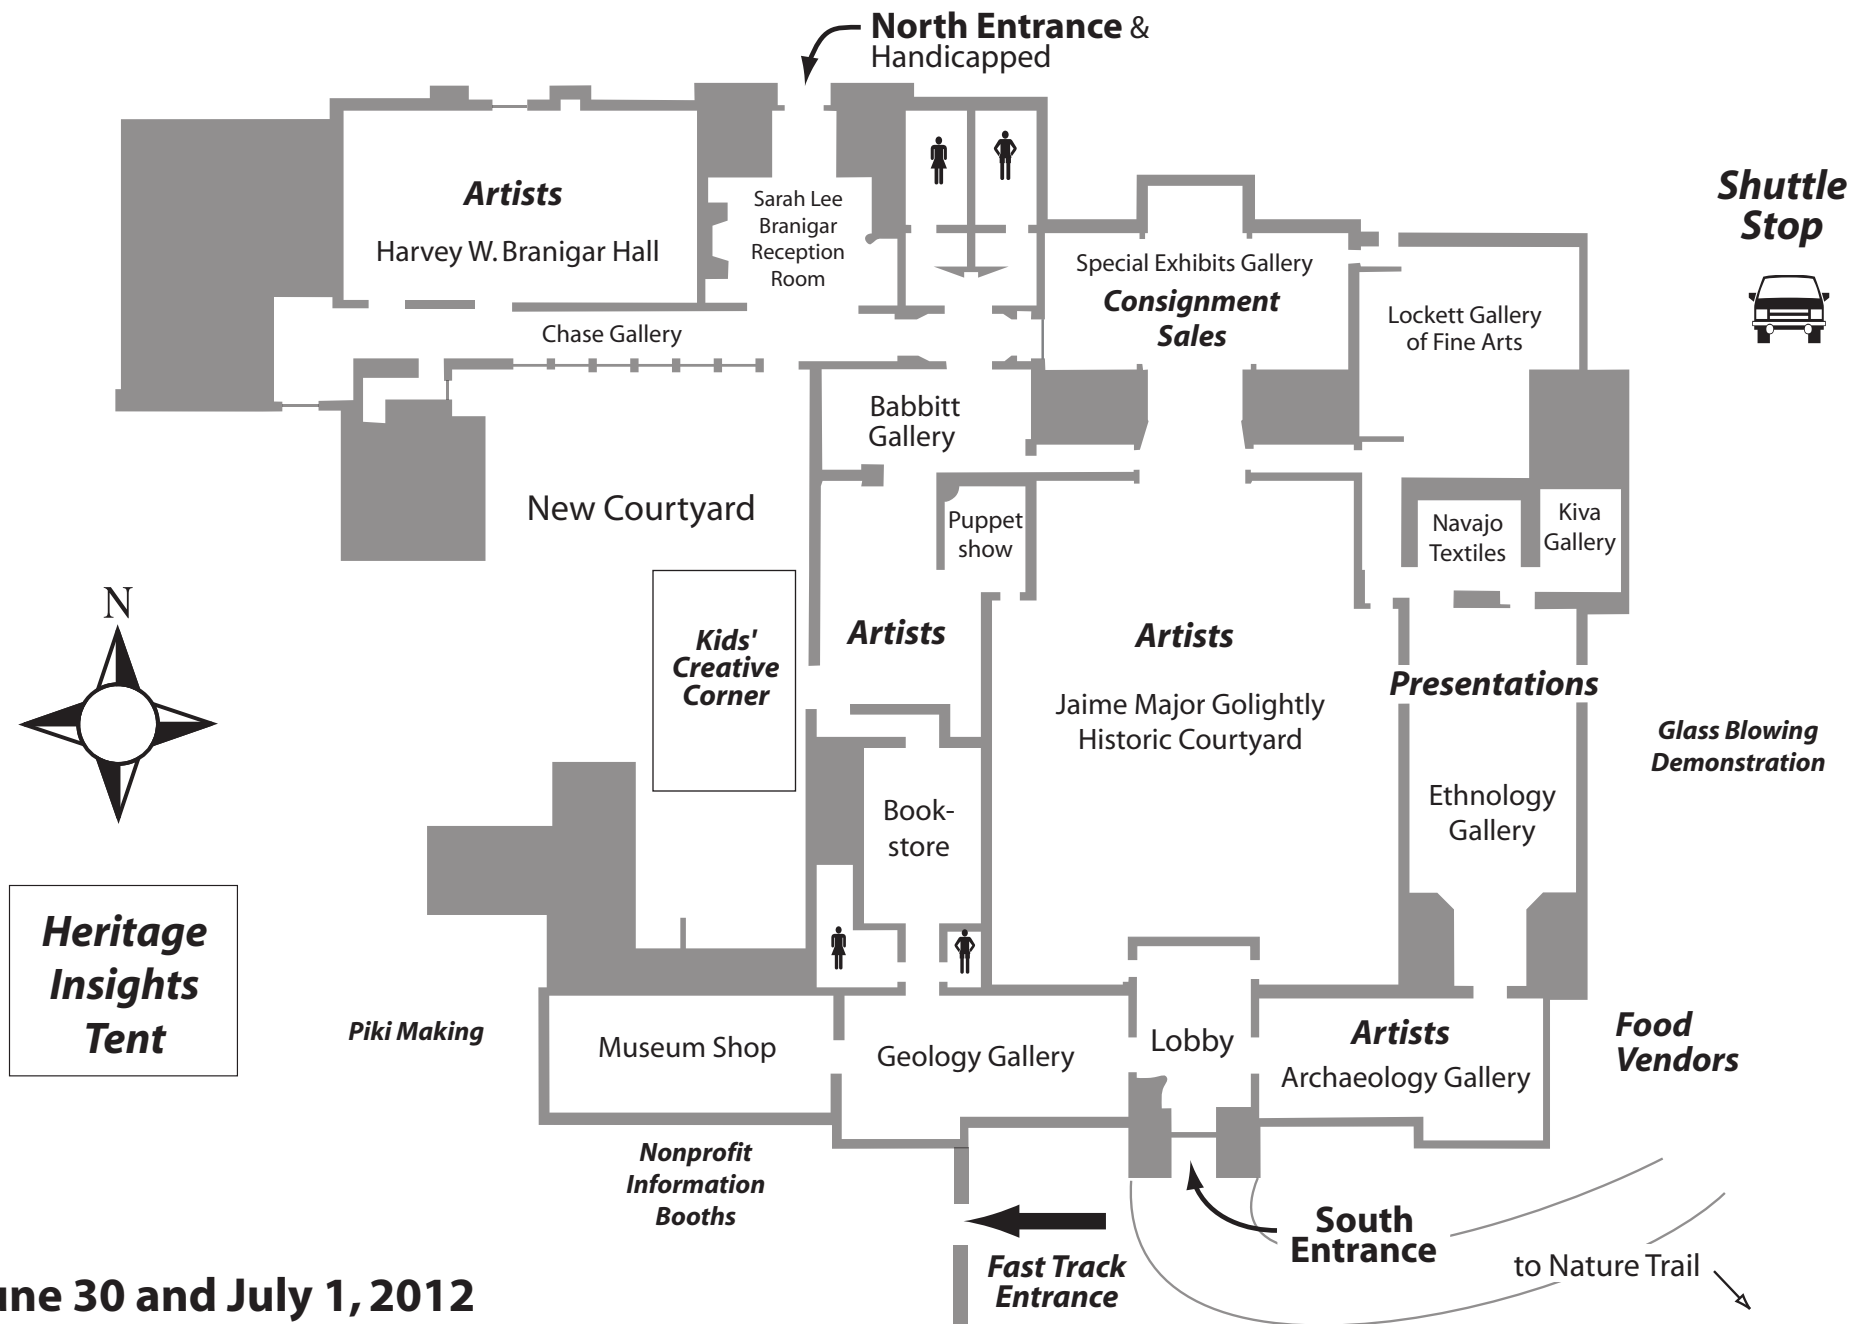 North Entrance &
Handicapped
Artists
Harvey W. Branigar Hall
Sarah Lee
Branigar
Reception
Room
Shuttle
Stop
Special Exhibits Gallery
Consignment
Sales
Lockett Gallery
of Fine Arts
Chase Gallery
Babbitt
Gallery
New Courtyard
Puppet
show
Navajo
Textiles
Kiva
Gallery
N
Kids'
Creative
Corner
Artists
Artists
Jaime Major Golightly
Historic Courtyard
Presentations
Glass Blowing
Demonstration
Book-
store
Ethnology
Gallery
Heritage
Insights
Tent
Piki Making
Museum Shop
Geology Gallery
Lobby
Artists
Archaeology Gallery
Food
Vendors
Nonprofit
Information
Booths
Fast Track
Entrance
South
Entrance
to Nature Trail
une 30 and July 1, 2012